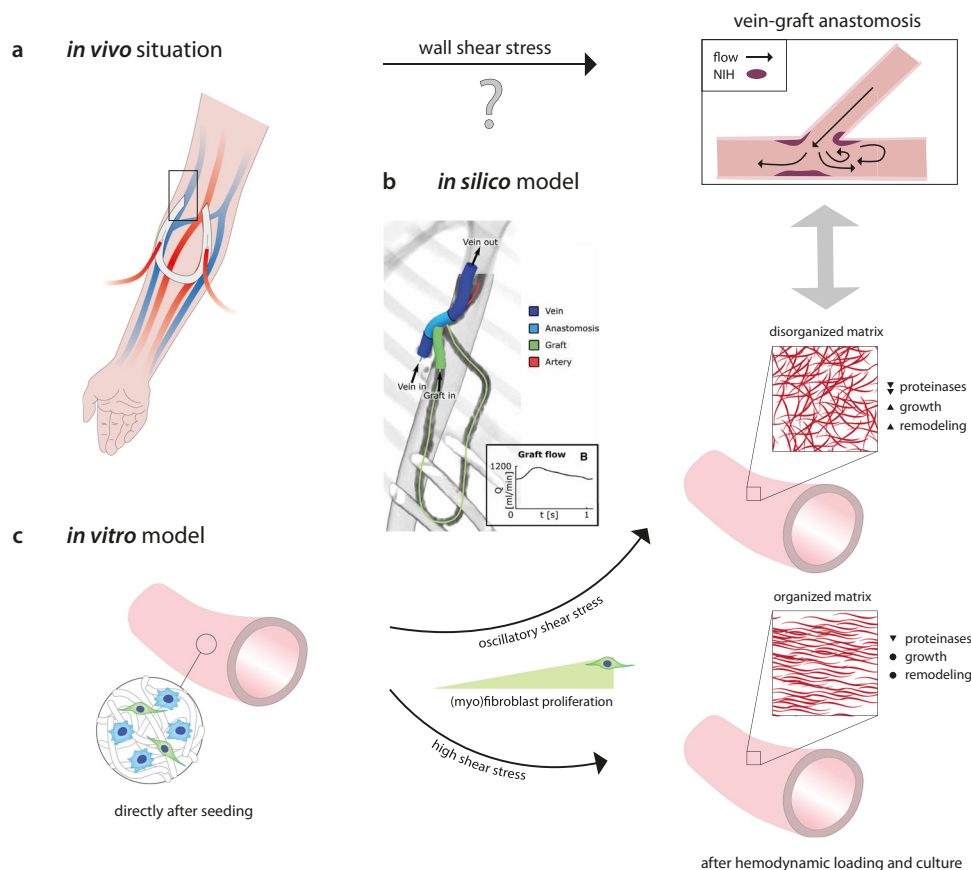 a in vivo situation
wall shear stress
?
vein-graft anastomosis
flow
NIH
b in silico model
Vein out
Vein
Anastomosis
Graft
Artery
Vein in
Graft in
Graft flow B
1200
Q
[ml/min]
0
t [s]
1
disorganized matrix
proteinases
growth
remodeling
c in vitro model
oscillatory shear stress
(myo)fibroblast proliferation
high shear stress
directly after seeding
organized matrix
proteinases
growth
remodeling
after hemodynamic loading and culture